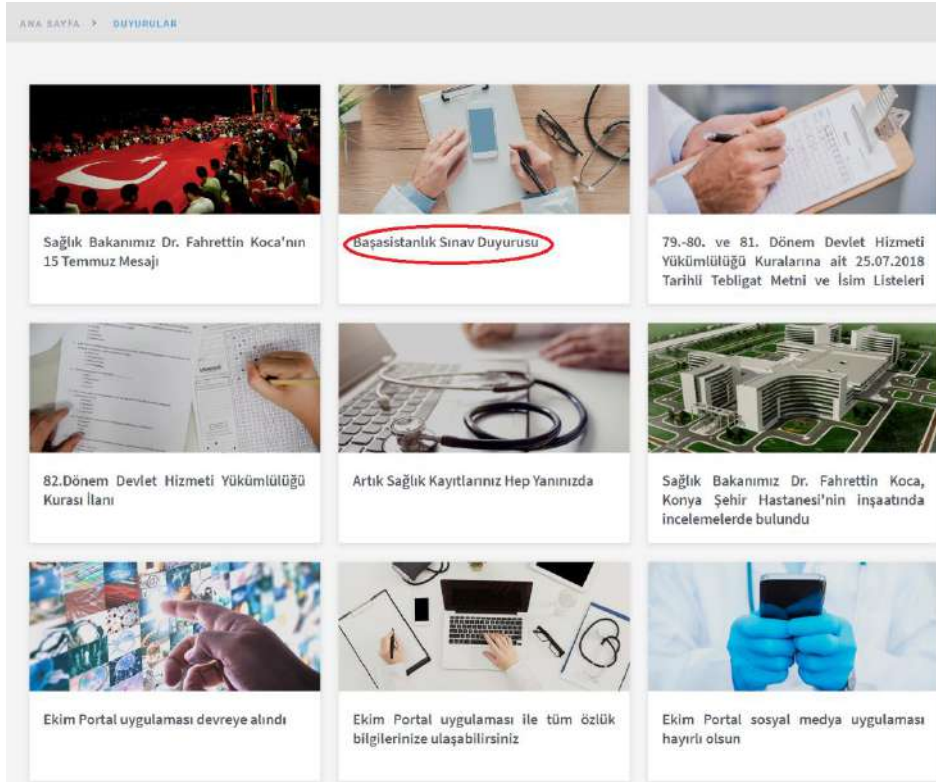 ANA SAYFA > DUYURULAR
Sağlık Bakanımız Dr. Fahrettin Koca'nın
15 Temmuz Mesajı
Başasistanlık Sınav Duyurusu
79.-80. ve 81. Dönem Devlet Hizmeti
Yükümlülüğü Kuralarına ait 25.07.2018
Tarihli Tebligat Metni ve İsim Listeleri
82.Dönem Devlet Hizmeti Yükümlülüğü
Kurası İlanı
Artık Sağlık Kayıtlarınız Hep Yanınızda
Sağlık Bakanımız Dr. Fahrettin Koca,
Konya Şehir Hastanesi'nin inşaatında
incelemelerde bulundu
Ekim Portal uygulaması devreye alındı
Ekim Portal uygulaması ile tüm özlük
bilgilerinize ulaşabilirsiniz
Ekim Portal sosyal medya uygulaması
hayırlı olsun